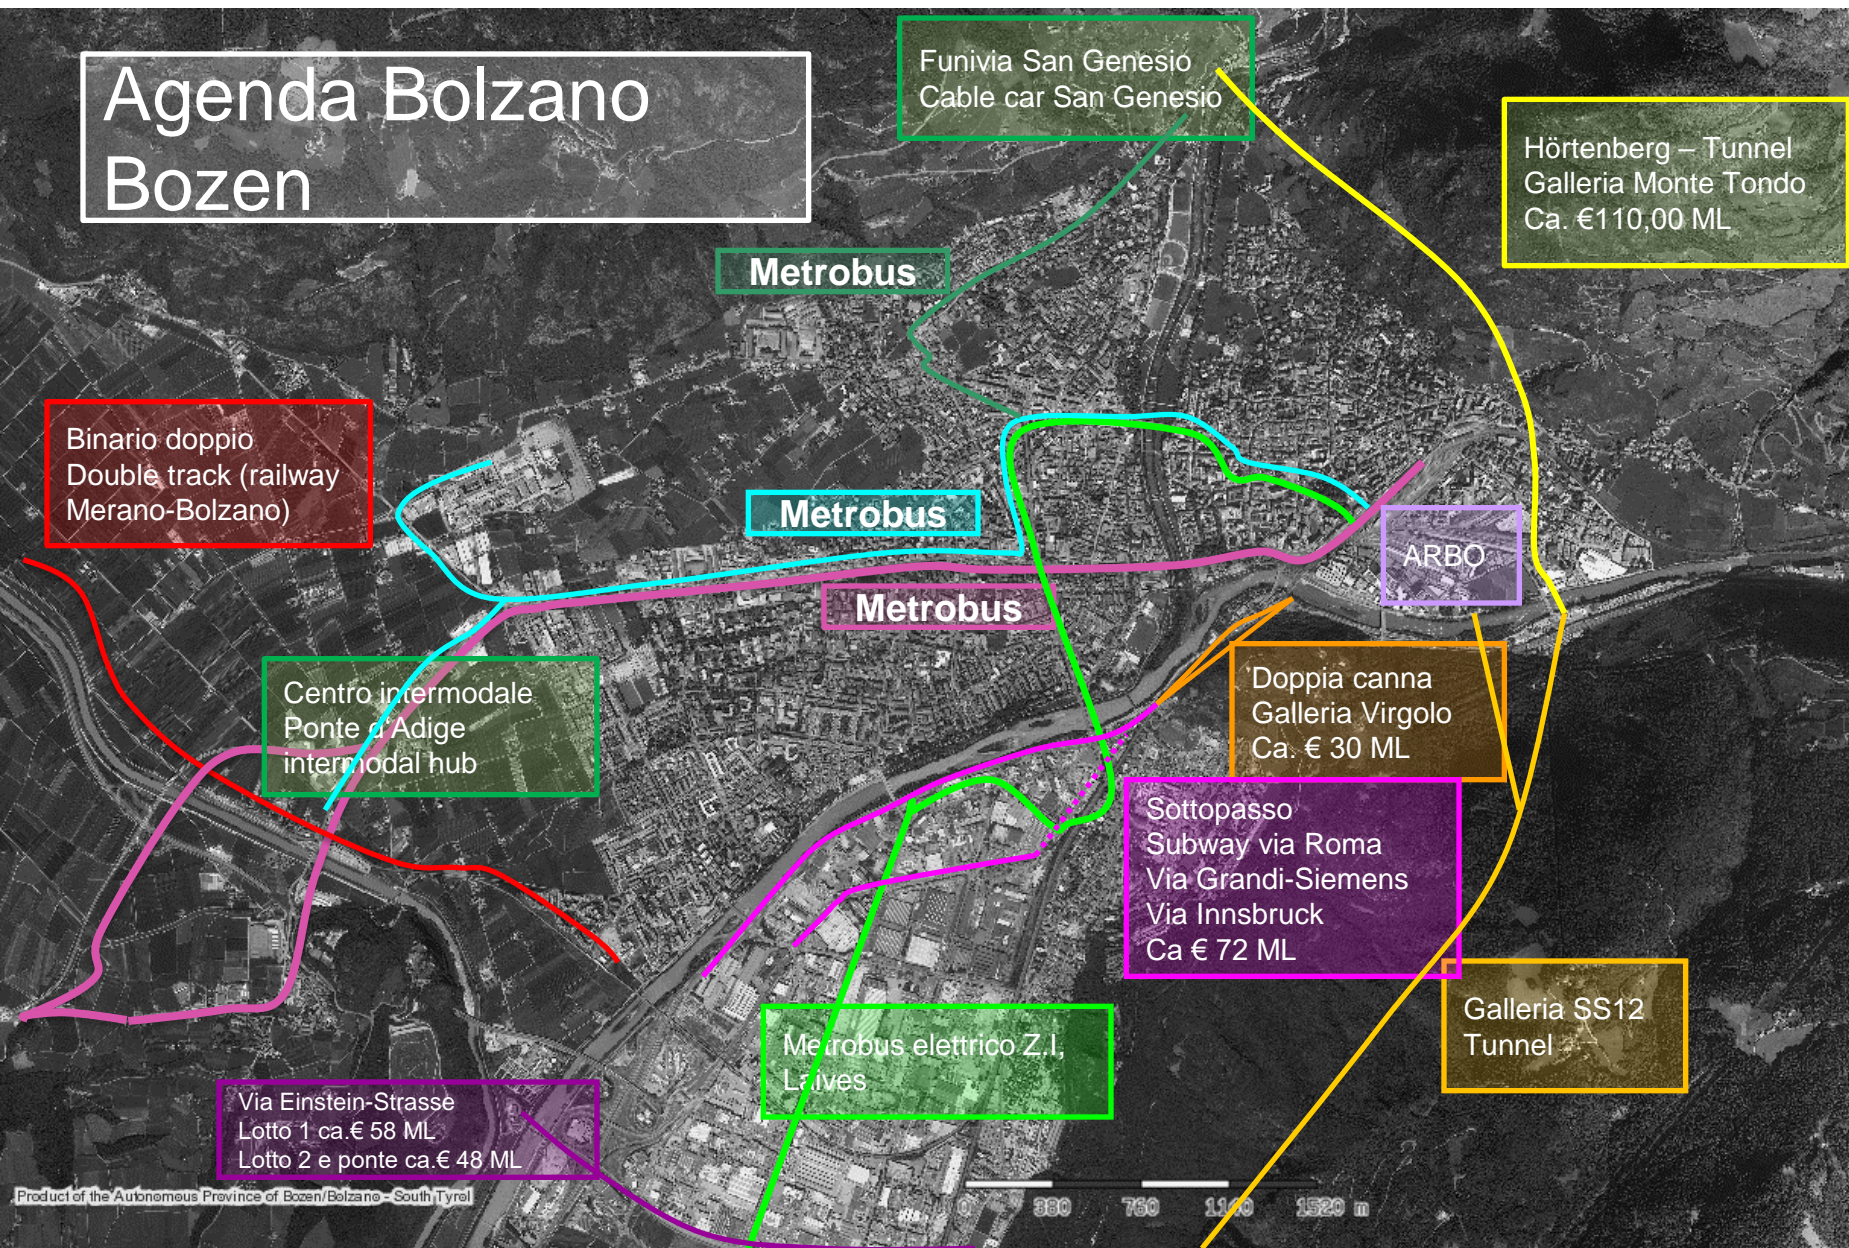 Agenda Bolzano
Bozen
Funivia San Genesio
Cable car San Genesio
Hörtenberg – Tunnel
Galleria Monte Tondo
Ca. €110,00 ML
Metrobus
Binario doppio
Double track (railway
Merano-Bolzano)
Metrobus
ARBO
Metrobus
Centro intermodale
Ponte d'Adige
intermodal hub
Doppia canna
Galleria Virgolo
Ca. € 30 ML
Sottopasso
Subway via Roma
Via Grandi-Siemens
Via Innsbruck
Ca € 72 ML
Galleria SS12
Tunnel
Metrobus elettrico Z.I,
Laives
Via Einstein-Strasse
Lotto 1 ca.€ 58 ML
Lotto 2 e ponte ca.€ 48 ML
Product of the Autonomous Province of Bozen/Bolzano - South Tyrol
0 380 760 1140 1520 m